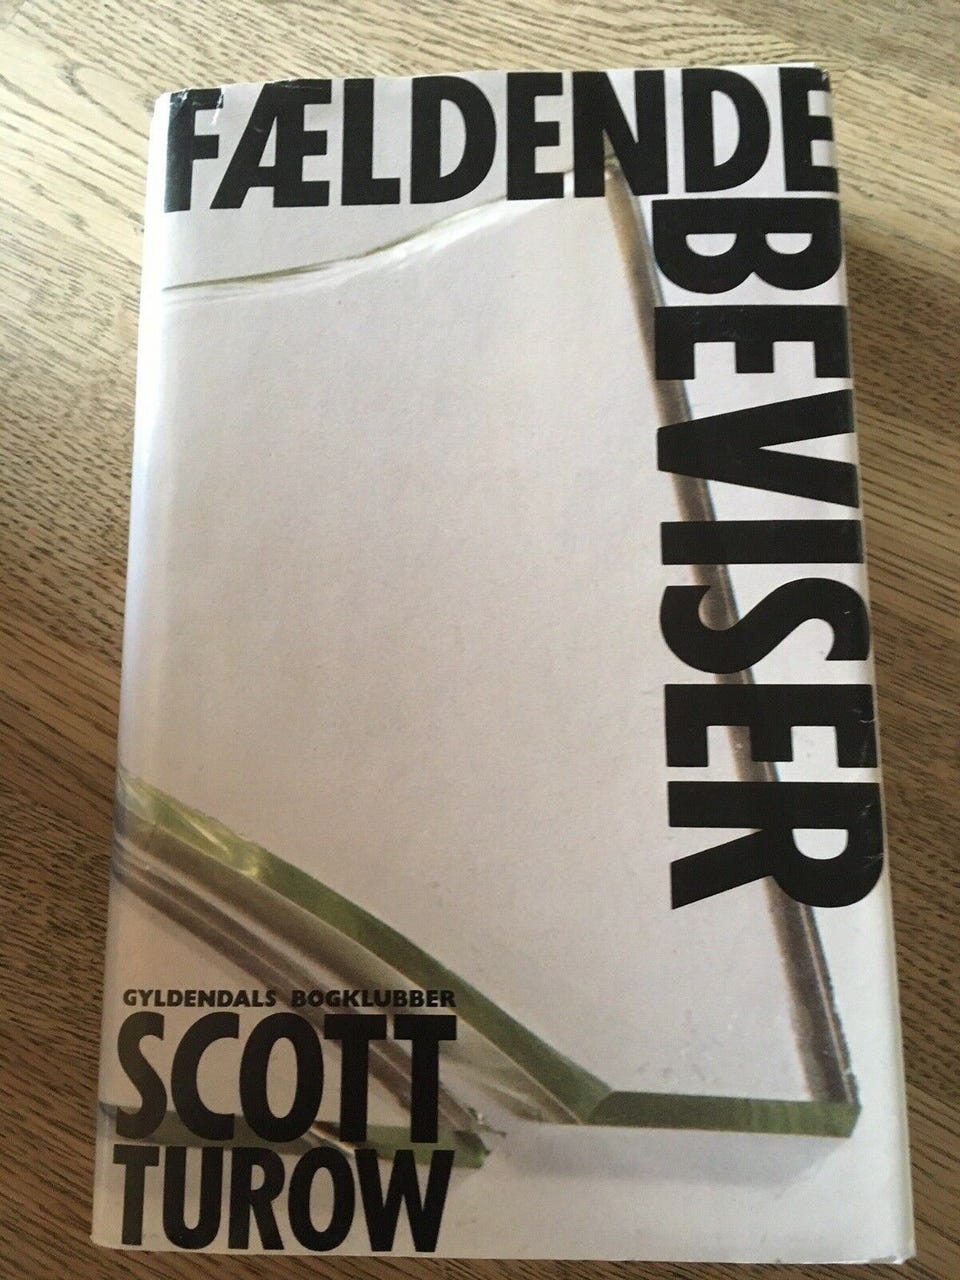 FÆLDENDE
BEVISER
GYLDENDALS BOGKLUBBER
SCOTT
TUROW